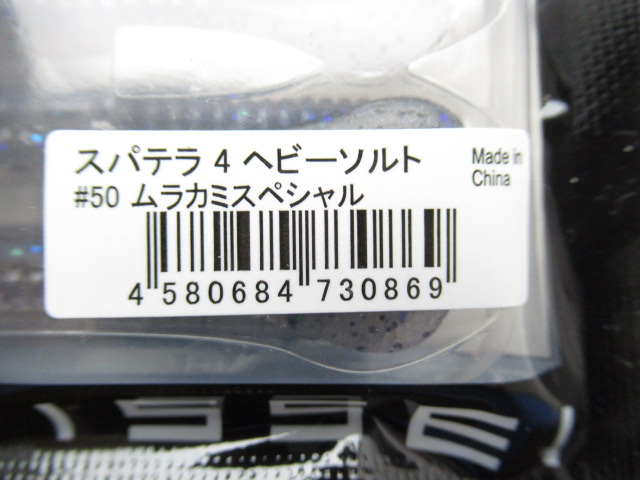 スパテラ 4 ヘビーソルト
Made in
China
#50 ムラカミスペシャル
4 580684 730869